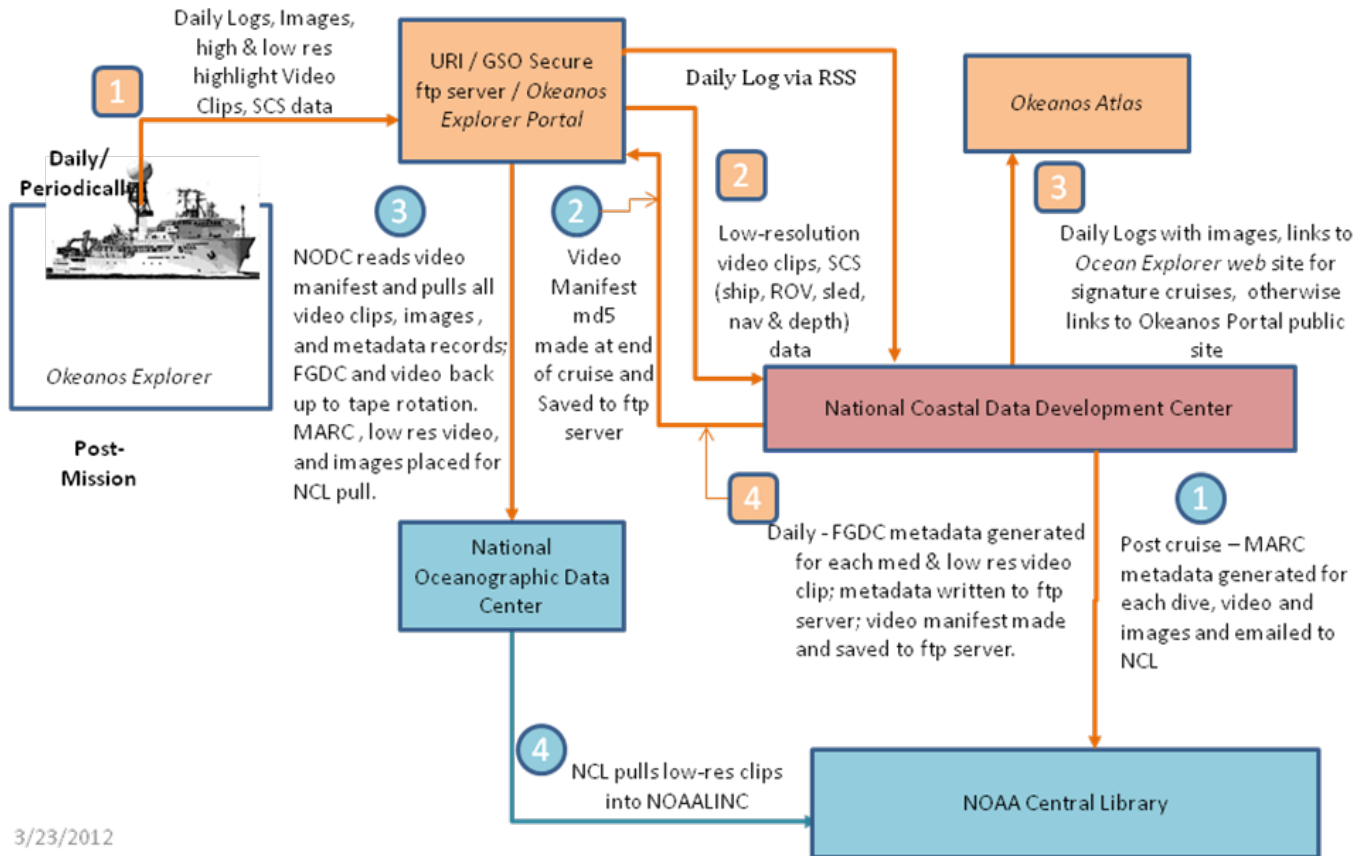 Daily Logs, Images,
high & low res
highlight Video
Clips, SCS data
1
URI / GSO Secure
ftp server / Okeanos
Explorer Portal
Daily Log via RSS
Okeanos Atlas
Daily/
Periodically
Okeanos Explorer
Post-
Mission
3
NODC reads video
manifest and pulls all
video clips, images ,
and metadata records;
FGDC and video back
up to tape rotation.
MARC , low res video,
and images placed for
NCL pull.
2
Video
Manifest
md5
made at end
of cruise and
Saved to ftp
server
2
Low-resolution
video clips, SCS
(ship, ROV, sled,
nav & depth)
data
3
Daily Logs with images, links to
Ocean Explorer web site for
signature cruises, otherwise
links to Okeanos Portal public
site
National Coastal Data Development Center
4
Daily - FGDC metadata generated
for each med & low res video
clip; metadata written to ftp
server; video manifest made
and saved to ftp server.
1
Post cruise – MARC
metadata generated for
each dive, video and
images and emailed to
NCL
National
Oceanographic Data
Center
4
NCL pulls low-res clips
into NOAALINC
NOAA Central Library
3/23/2012